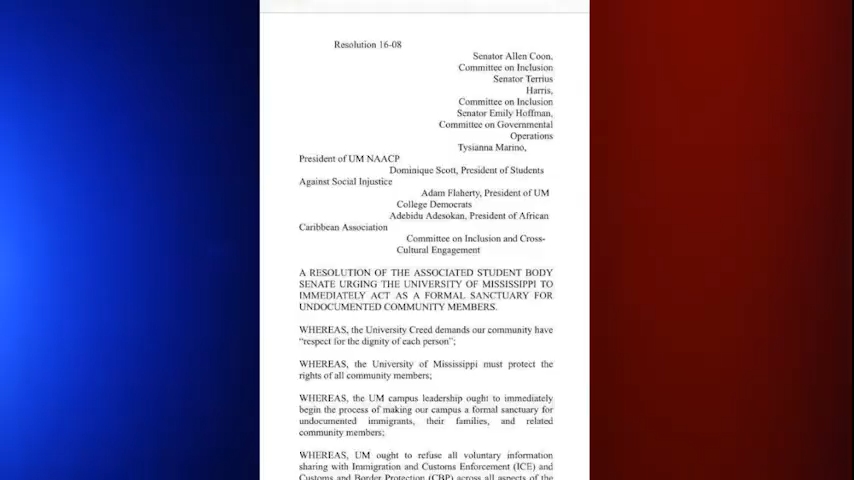 Resolution 16-08
Senator Allen Coon,
Committee on Inclusion
Senator Terrius
Harris,
Committee on Inclusion
Senator Emily Hoffman,
Committee on Governmental
Operations
Tysianna Marino,
President of UM NAACP
Dominique Scott, President of Students
Against Social Injustice
Adam Flaherty, President of UM
College Democrats
Adebidu Adesokan, President of African
Caribbean Association
Committee on Inclusion and Cross-
Cultural Engagement
A RESOLUTION OF THE ASSOCIATED STUDENT BODY
SENATE URGING THE UNIVERSITY OF MISSISSIPPI TO
IMMEDIATELY ACT AS A FORMAL SANCTUARY FOR
UNDOCUMENTED COMMUNITY MEMBERS.
WHEREAS, the University Creed demands our community have
“respect for the dignity of each person”;
WHEREAS, the University of Mississippi must protect the
rights of all community members;
WHEREAS, the UM campus leadership ought to immediately
begin the process of making our campus a formal sanctuary for
undocumented immigrants, their families, and related
community members;
WHEREAS, UM ought to refuse all voluntary information
sharing with Immigration and Customs Enforcement (ICE) and
Customs and Border Protection (CBP) across all aspects of the